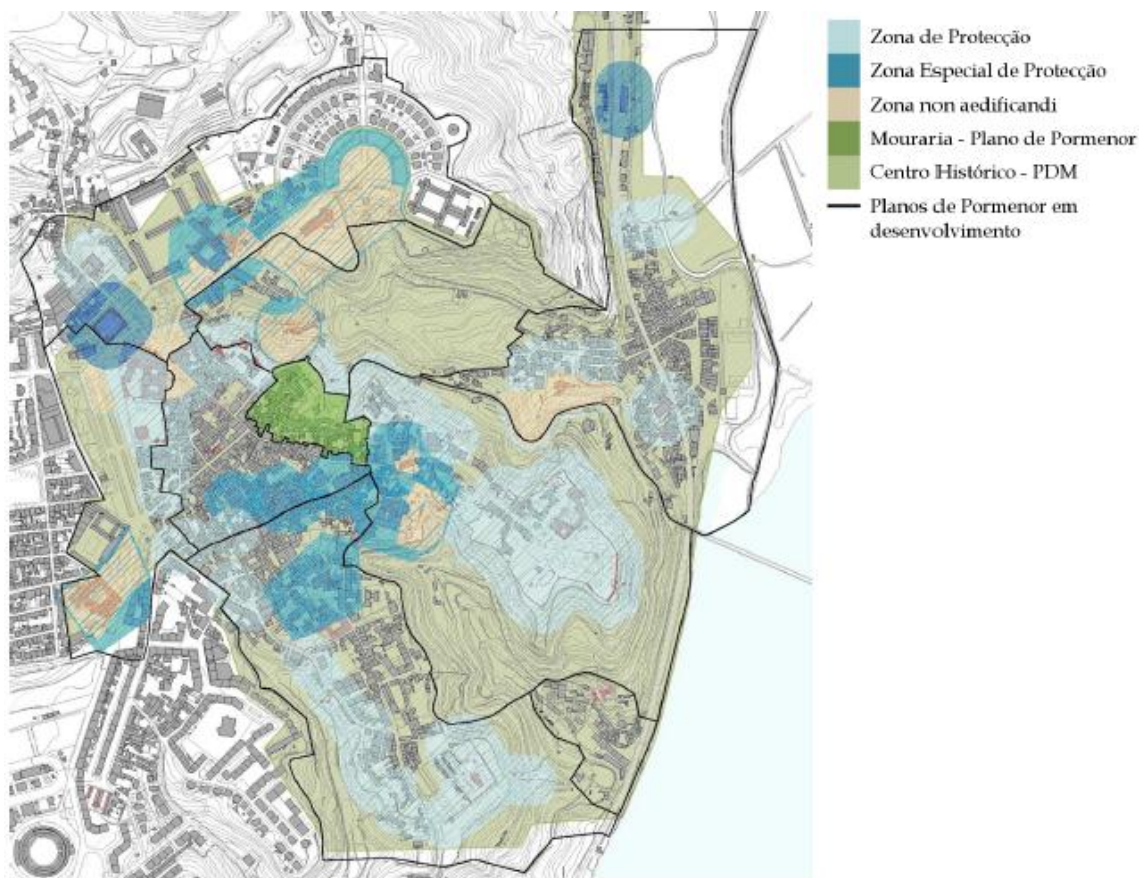 Zona de Protecção
Zona Especial de Protecção
Zona non aedificandi
Mouraria - Plano de Pormenor
Centro Histórico - PDM
Planos de Pormenor em
desenvolvimento